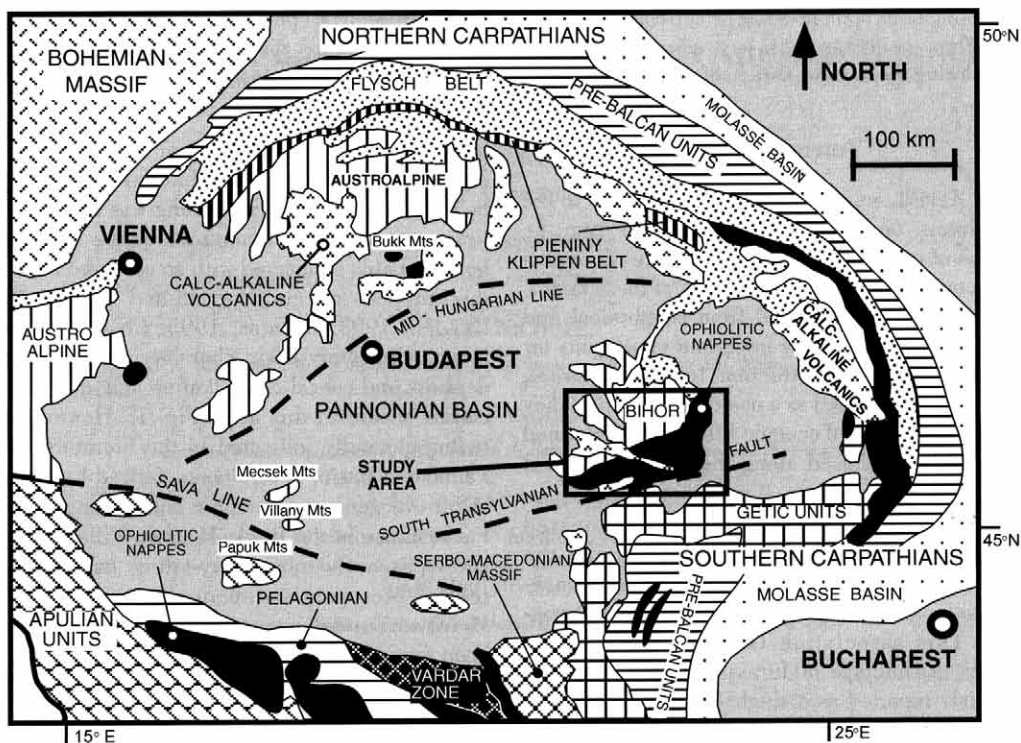 50°N
NORTHERN CARPATHIANS
BOHEMIAN
MASSIF
NORTH
FLYSCH BELT
PRE-BALCAN UNITS
MOLASSE BASIN
100 km
AUSTROALPINE
VIENNA
Bukk Mts
PIENINY
KLIPPEN BELT
CALC-ALKALINE
VOLCANICS
MID-HUNGARIAN LINE
CALC-
ALKALINE
VOLCANICS
AUSTRO
ALPINE
OPHIOLITIC
NAPPES
BUDAPEST
PANNONIAN BASIN
BIHOR
STUDY
AREA
FAULT
Mecsek Mts
SAVA LINE
Villany Mts
SOUTH TRANSYLVANIAN
GETIC UNITS
45°N
OPHIOLITIC
NAPPES
Papuk Mts
SERBO-MACEDONIAN
MASSIF
SOUTHERN CARPATHIANS
PELAGONIAN
PRE-BALCAN UNITS
MOLASSE BASIN
APULIAN
UNITS
BUCHAREST
VARDAR
ZONE
15° E
25° E